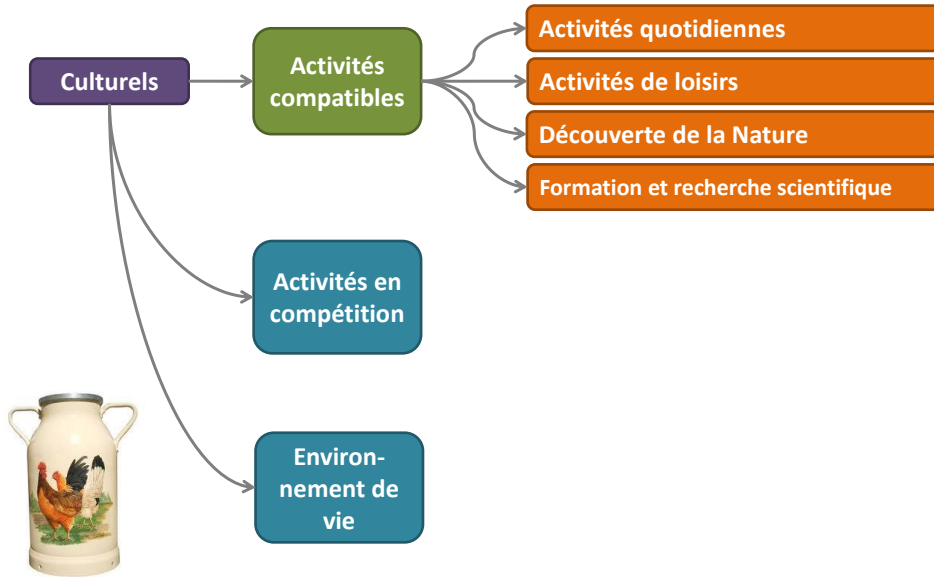 Culturels
Activités
compatibles
Activités quotidiennes
Activités de loisirs
Découverte de la Nature
Formation et recherche scientifique
Activités en
compétition
Environ-
nement de
vie